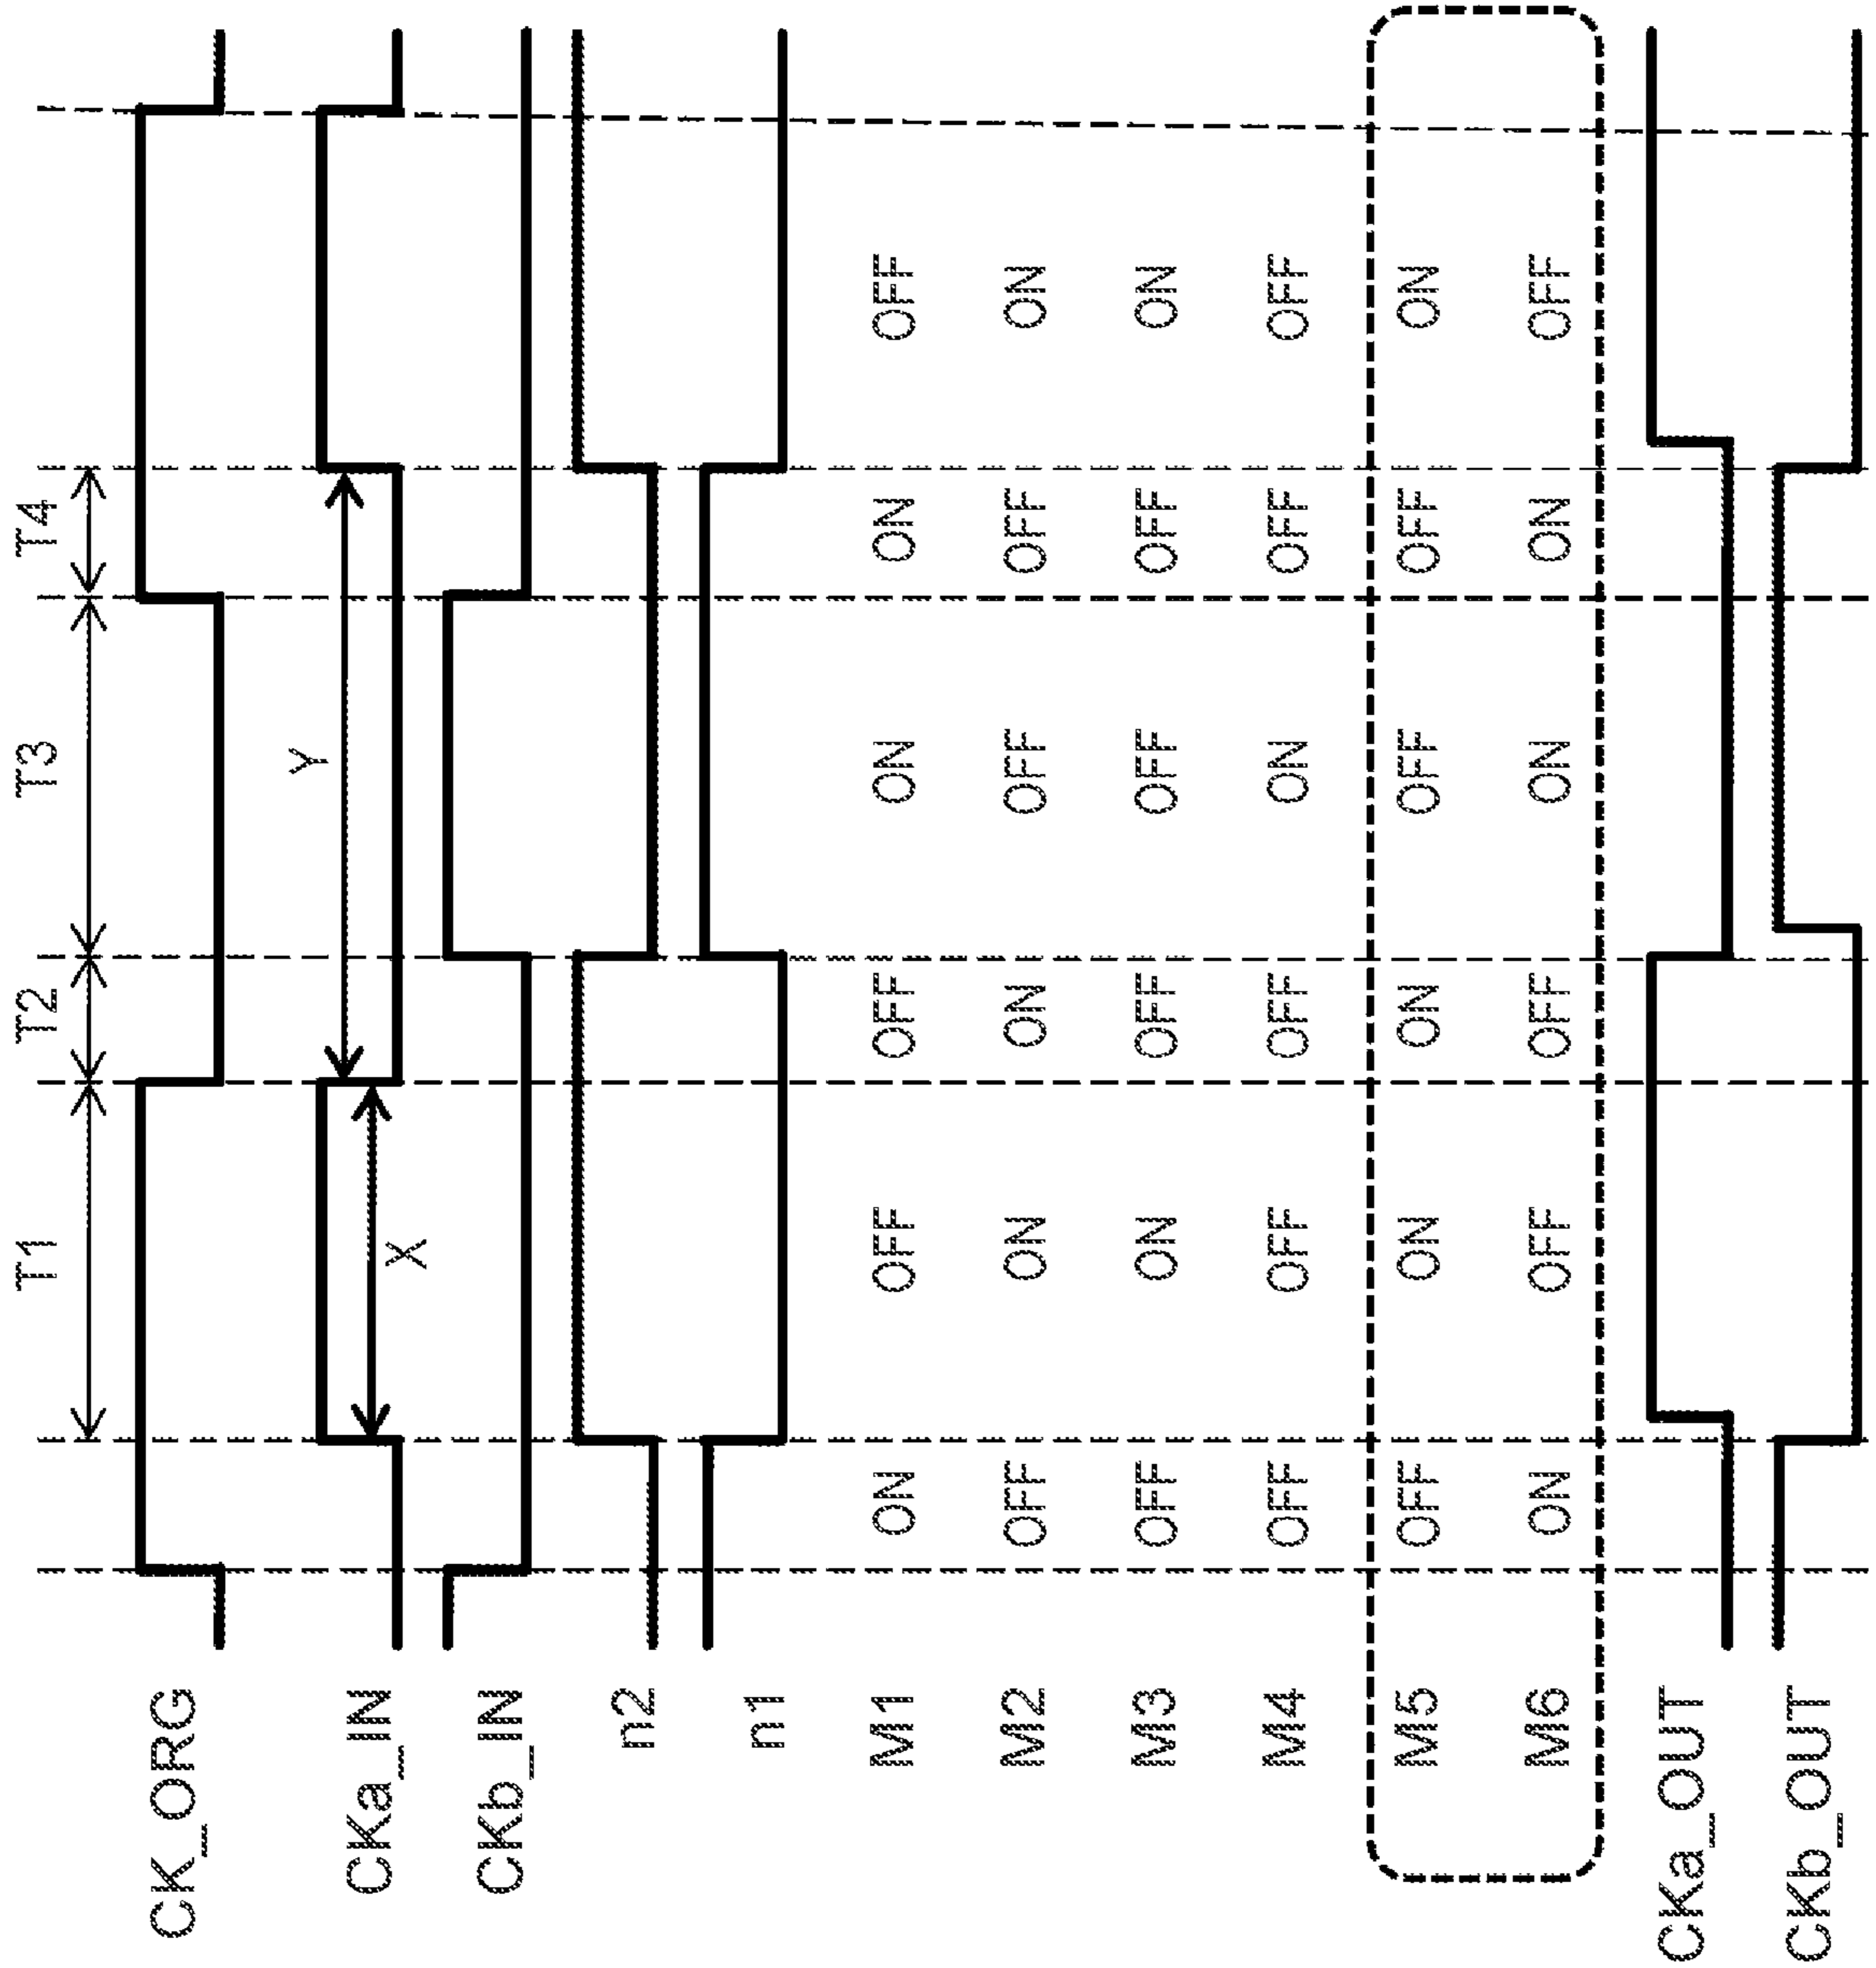 T1 T2 T3 T4
CK_ORG
CKa_IN
X Y
CKb_IN
n2
n1
M1 ON OFF OFF ON ON OFF
M2 OFF ON ON OFF OFF ON
M3 OFF ON OFF OFF OFF ON
M4 OFF OFF OFF ON OFF OFF
M5 OFF ON ON OFF OFF ON
M6 ON OFF OFF ON ON OFF
CKa_OUT
CKb_OUT